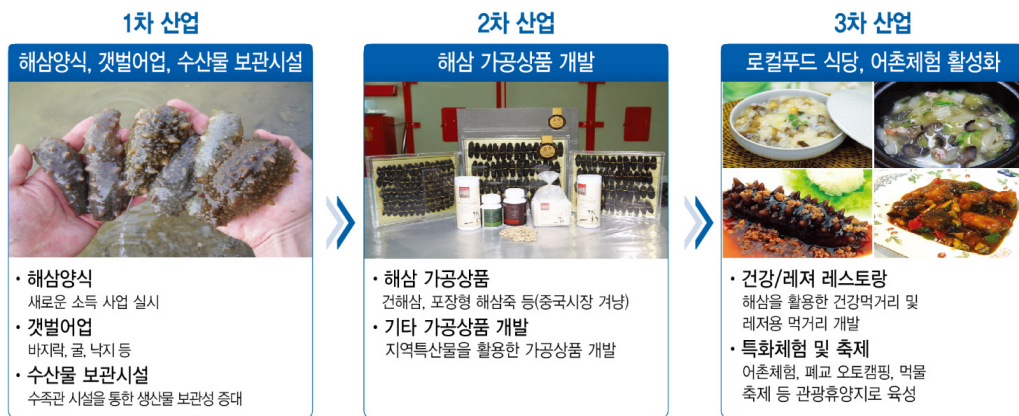 1차 산업
해삼양식, 갯벌어업, 수산물 보관시설
· 해삼양식
새로운 소득 사업 실시
· 갯벌어업
바지락, 굴, 낙지 등
· 수산물 보관시설
수족관 시설을 통한 생산물 보관성 증대
2차 산업
해삼 가공상품 개발
· 해삼 가공상품
건해삼, 포장형 해삼죽 등(중국시장 겨냥)
· 기타 가공상품 개발
지역특산물을 활용한 가공상품 개발
3차 산업
로컬푸드 식당, 어촌체험 활성화
· 건강/레져 레스토랑
해삼을 활용한 건강먹거리 및
레저용 먹거리 개발
· 특화체험 및 축제
어촌체험, 폐교 오토캠핑, 먹물
축제 등 관광휴양지로 육성